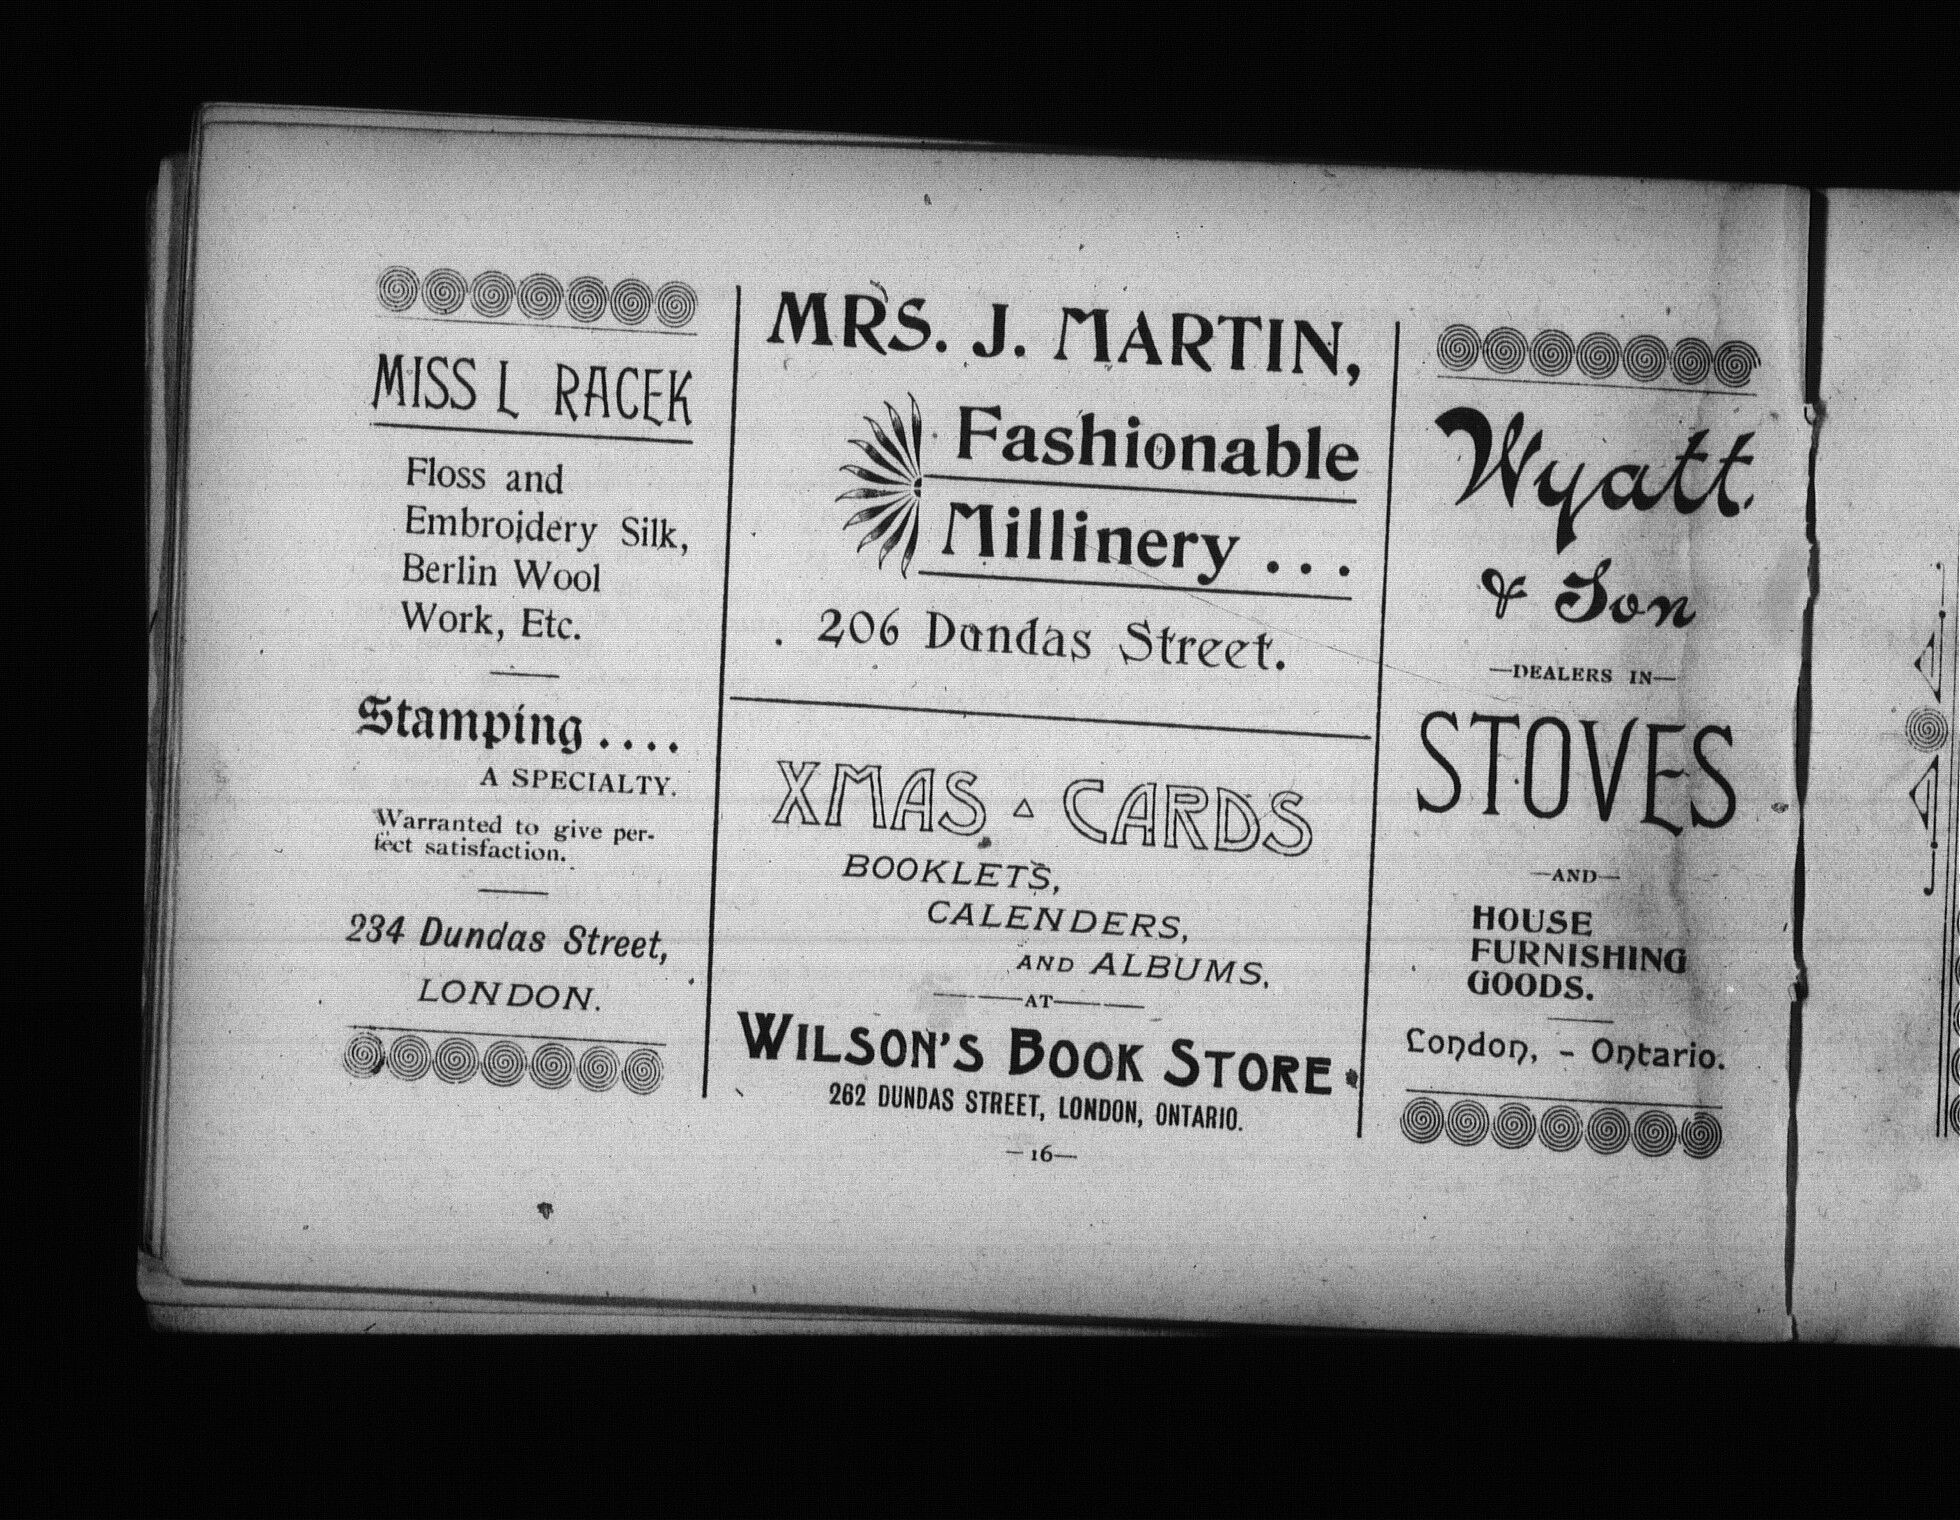 MISS L RACEK
Floss and
Embroidery Silk,
Berlin Wool
Work, Etc.
Stamping ....
A SPECIALTY.
Warranted to give per-
fect satisfaction.
234 Dundas Street,
LONDON.
MRS. J. MARTIN,
Fashionable
Millinery ...
206 Dundas Street.
XMAS CARDS
BOOKLETS,
CALENDERS,
AND ALBUMS,
—AT—
WILSON'S BOOK STORE
262 DUNDAS STREET, LONDON, ONTARIO.
—16—
Wyatt
& Son
—DEALERS IN—
STOVES
—AND—
HOUSE
FURNISHING
GOODS.
London, - Ontario.